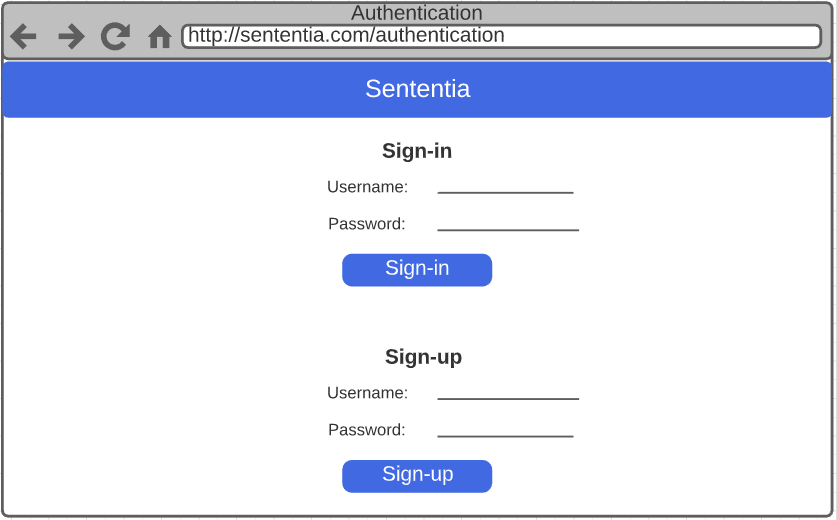 Authentication
http://sententia.com/authentication
Sententia
Sign-in
Username:
Password:
Sign-in
Sign-up
Username:
Password:
Sign-up